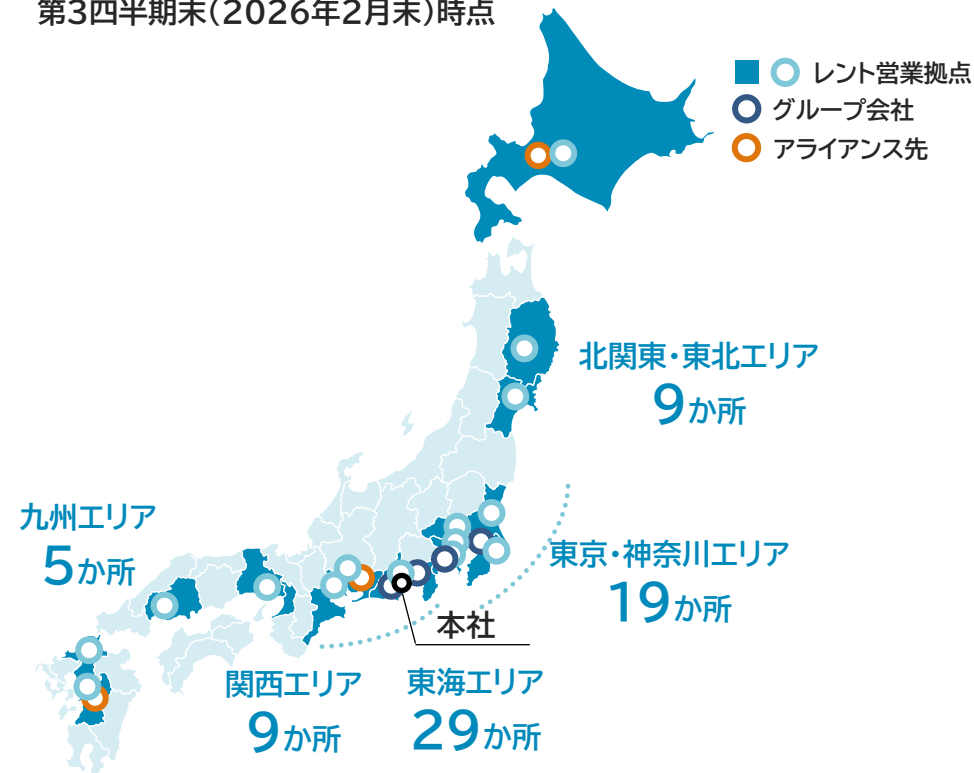 第3四半期末（2026年2月末）時点
レント営業拠点
グループ会社
アライアンス先
北関東・東北エリア
9か所
九州エリア
5か所
東京・神奈川エリア
19か所
本社
関西エリア
9か所
東海エリア
29か所